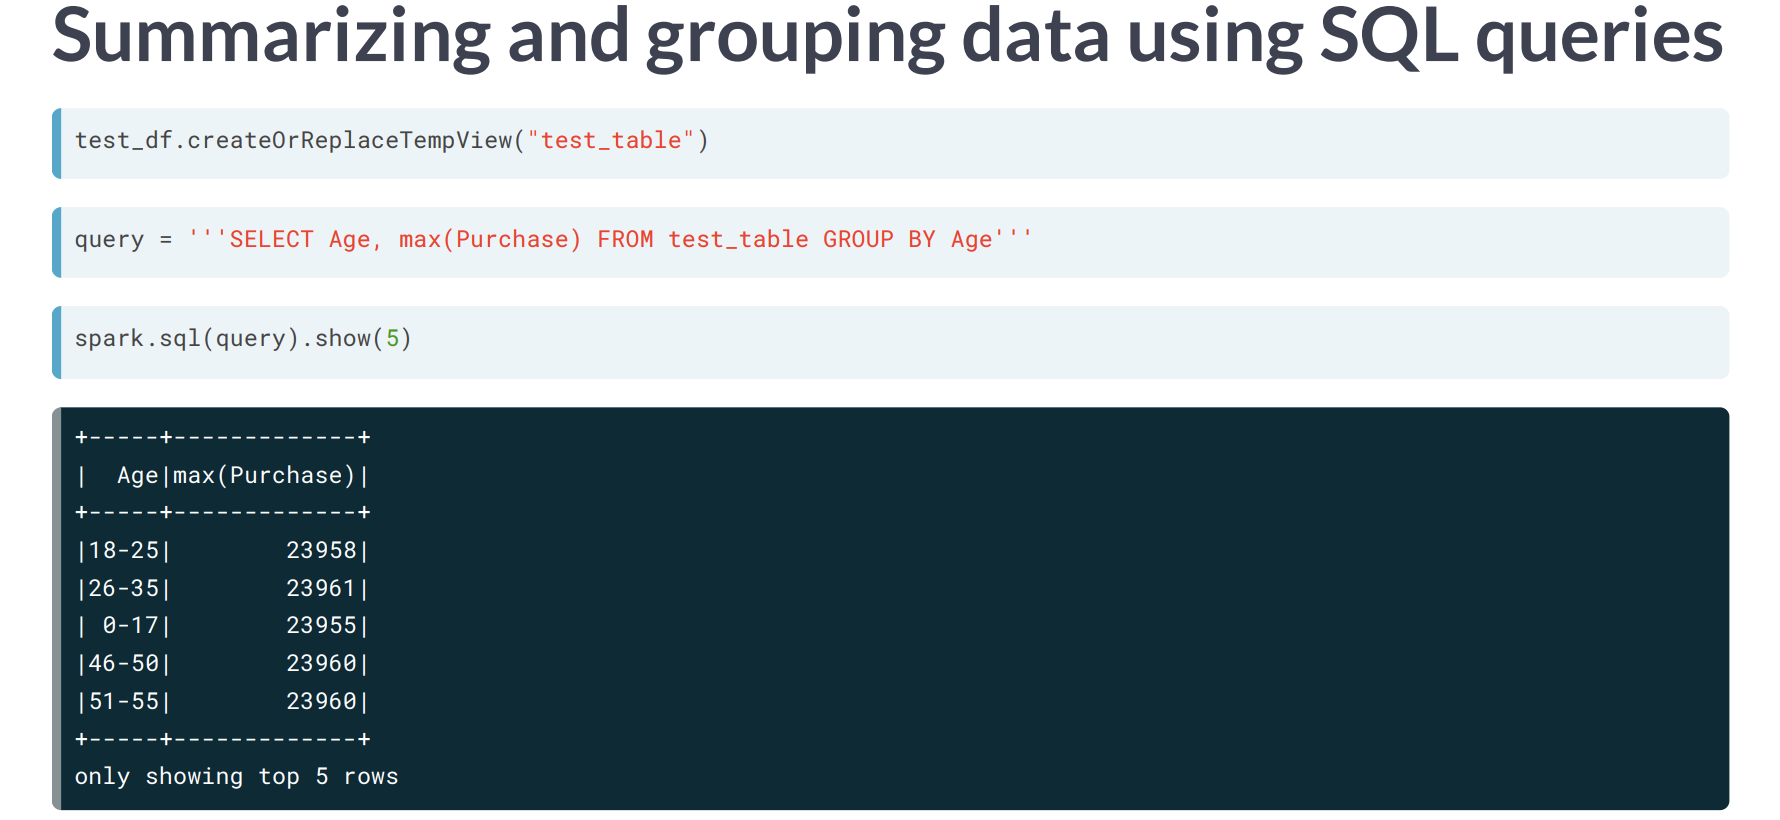 Summarizing and grouping data using SQL queries
test_df.createOrReplaceTempView("test_table")
query = '''SELECT Age, max(Purchase) FROM test_table GROUP BY Age'''
spark.sql(query).show(5)
+-----+-------------+
|  Age|max(Purchase)|
+-----+-------------+
|18-25|        23958|
|26-35|        23961|
| 0-17|        23955|
|46-50|        23960|
|51-55|        23960|
+-----+-------------+
only showing top 5 rows